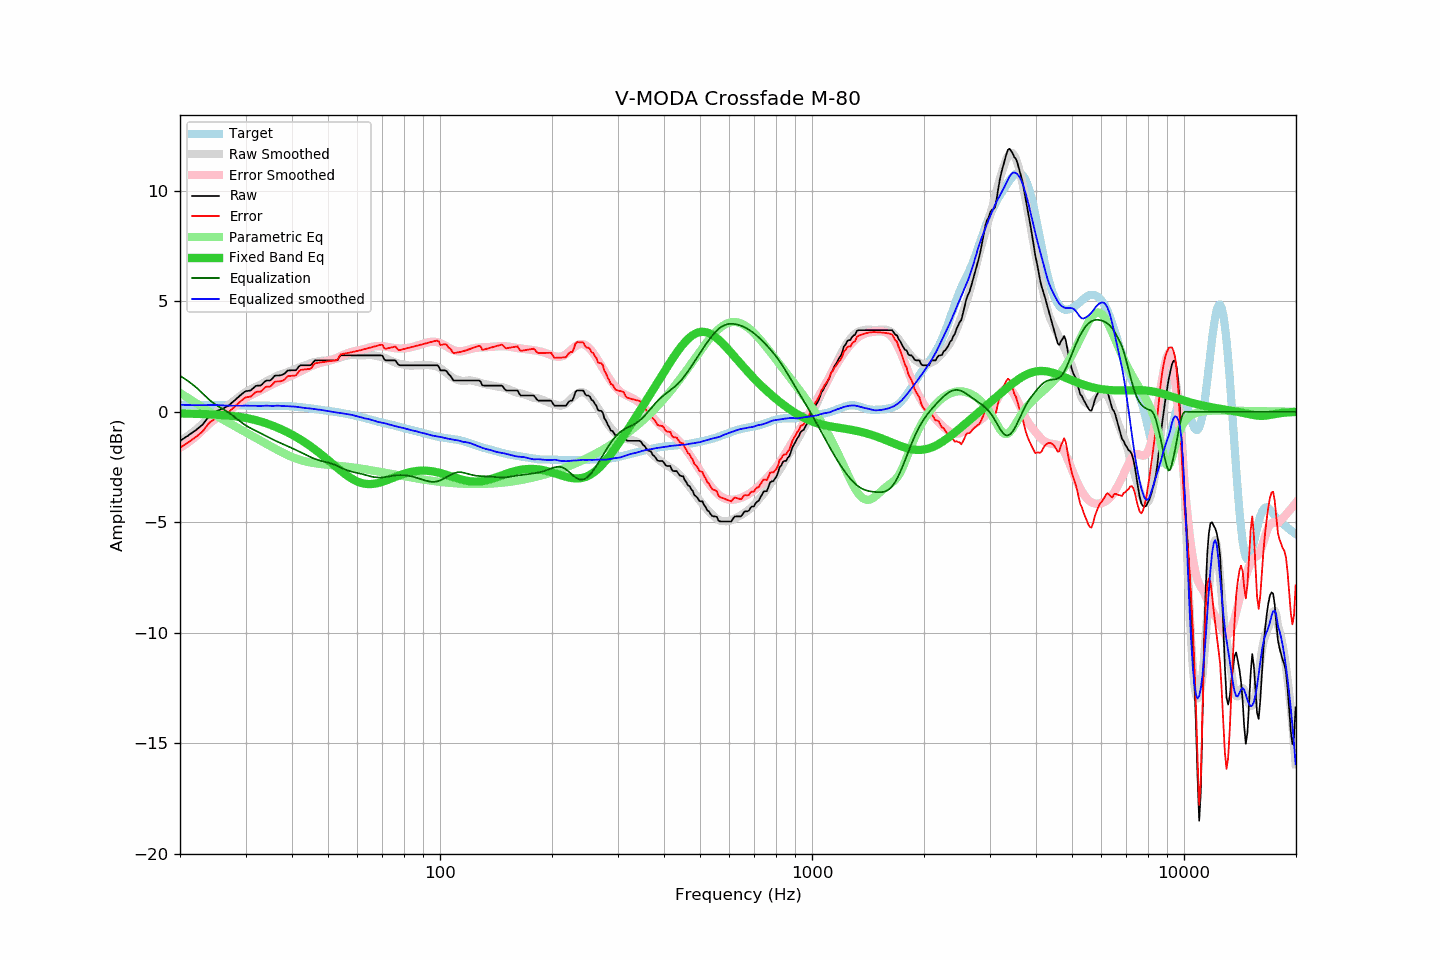 V-MODA Crossfade M-80
Target
Raw Smoothed
Error Smoothed
Raw
Error
Parametric Eq
Fixed Band Eq
Equalization
Equalized smoothed
10
5
0
−5
−10
−15
−20
Amplitude (dBr)
100
1000
10000
Frequency (Hz)